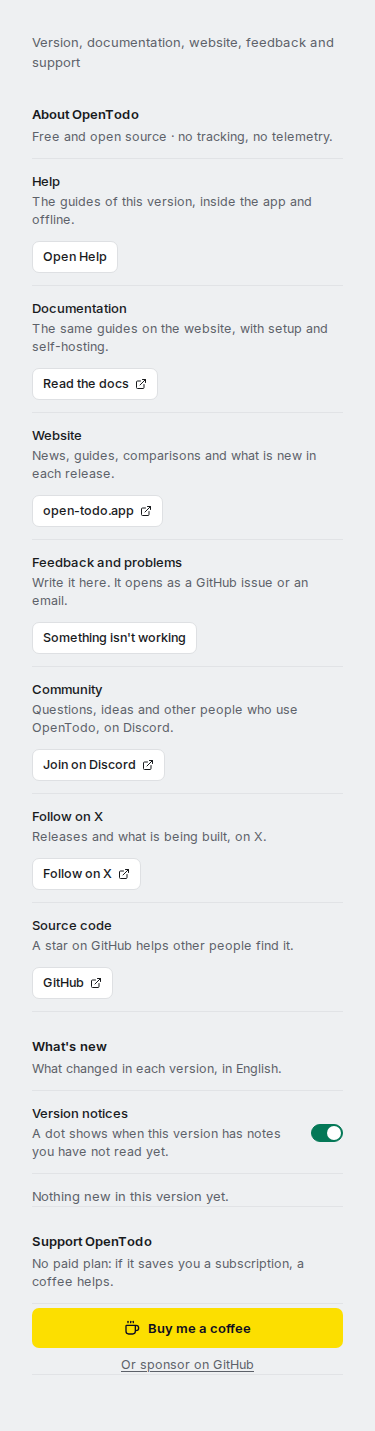 Version, documentation, website, feedback and
support
About OpenTodo
Free and open source · no tracking, no telemetry.
Help
The guides of this version, inside the app and
offline.
Open Help
Documentation
The same guides on the website, with setup and
self-hosting.
Read the docs
Website
News, guides, comparisons and what is new in
each release.
open-todo.app
Feedback and problems
Write it here. It opens as a GitHub issue or an
email.
Something isn't working
Community
Questions, ideas and other people who use
OpenTodo, on Discord.
Join on Discord
Follow on X
Releases and what is being built, on X.
Follow on X
Source code
A star on GitHub helps other people find it.
GitHub
What's new
What changed in each version, in English.
Version notices
A dot shows when this version has notes
you have not read yet.
Nothing new in this version yet.
Support OpenTodo
No paid plan: if it saves you a subscription, a
coffee helps.
Buy me a coffee
Or sponsor on GitHub